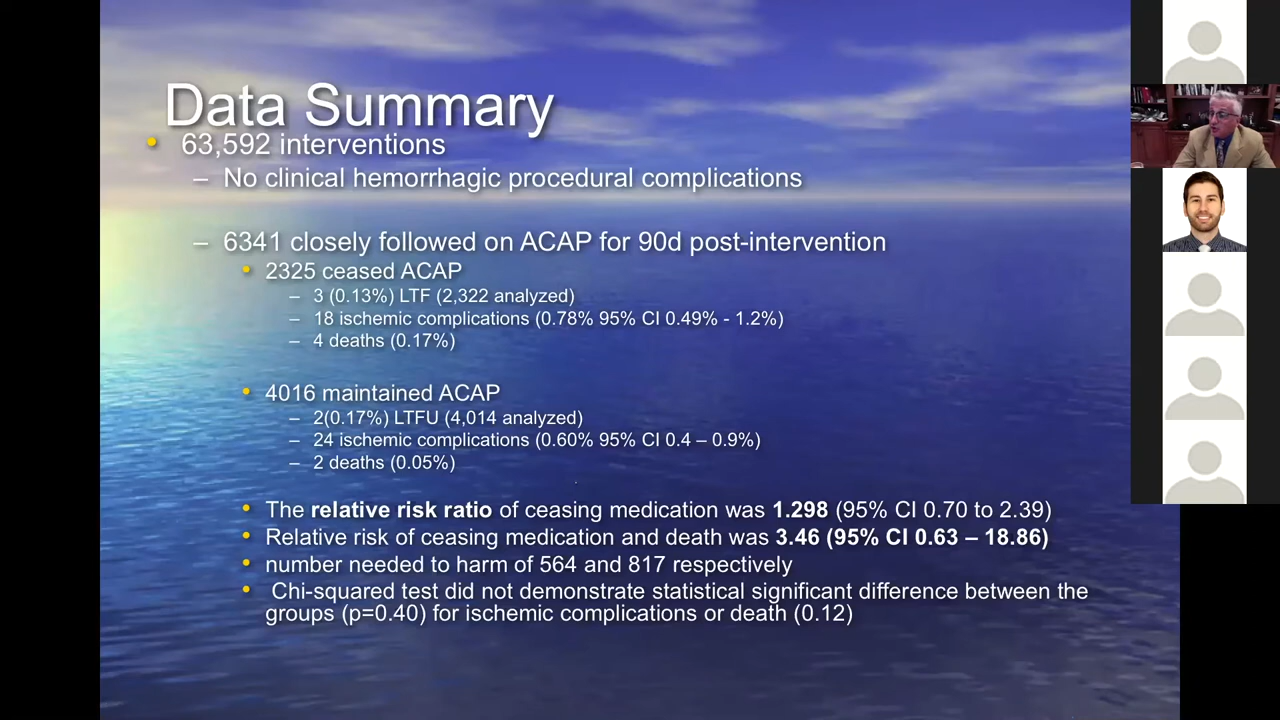 Data Summary
• 63,592 interventions
– No clinical hemorrhagic procedural complications
– 6341 closely followed on ACAP for 90d post-intervention
• 2325 ceased ACAP
– 3 (0.13%) LTF (2,322 analyzed)
– 18 ischemic complications (0.78% 95% CI 0.49% - 1.2%)
– 4 deaths (0.17%)
• 4016 maintained ACAP
– 2(0.17%) LTFU (4,014 analyzed)
– 24 ischemic complications (0.60% 95% CI 0.4 – 0.9%)
– 2 deaths (0.05%)
• The relative risk ratio of ceasing medication was 1.298 (95% CI 0.70 to 2.39)
• Relative risk of ceasing medication and death was 3.46 (95% CI 0.63 – 18.86)
• number needed to harm of 564 and 817 respectively
• Chi-squared test did not demonstrate statistical significant difference between the
groups (p=0.40) for ischemic complications or death (0.12)